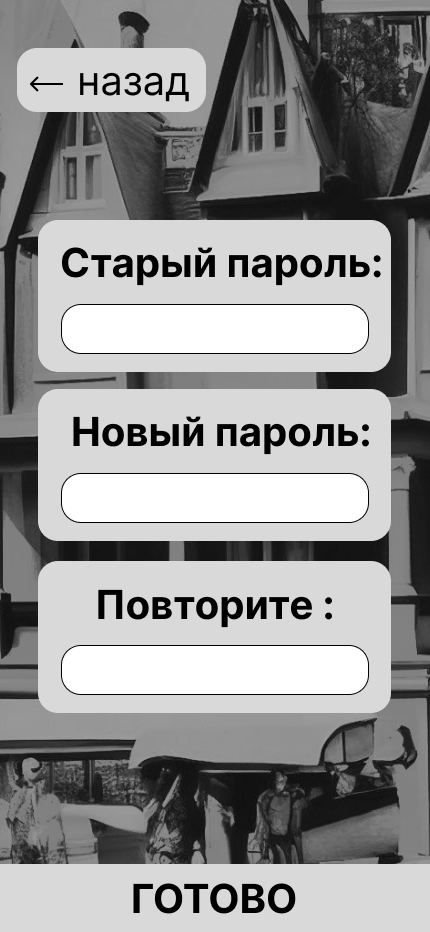 ← назад
Старый пароль:
Новый пароль:
Повторите :
ГОТОВО